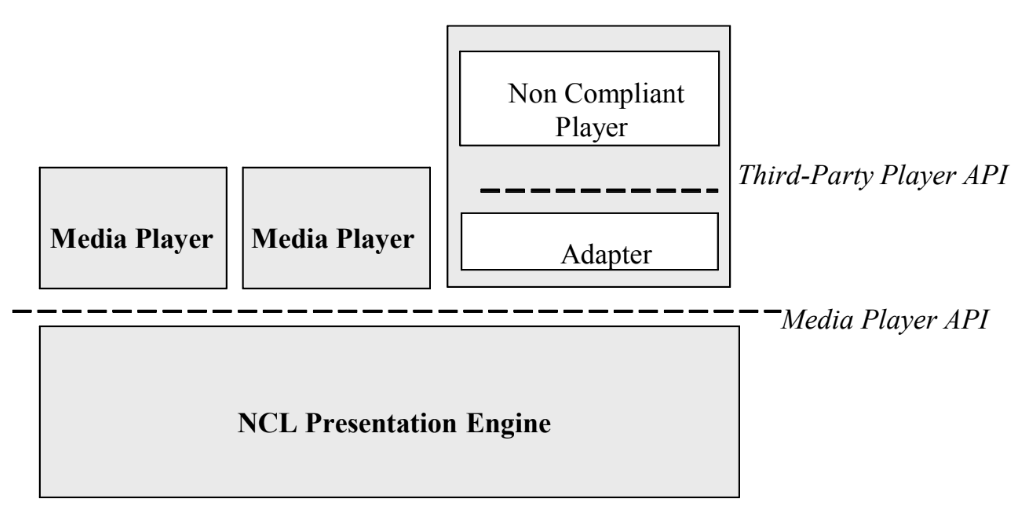 Non Compliant
Player
Third-Party Player API
Media Player
Media Player
Adapter
Media Player API
NCL Presentation Engine